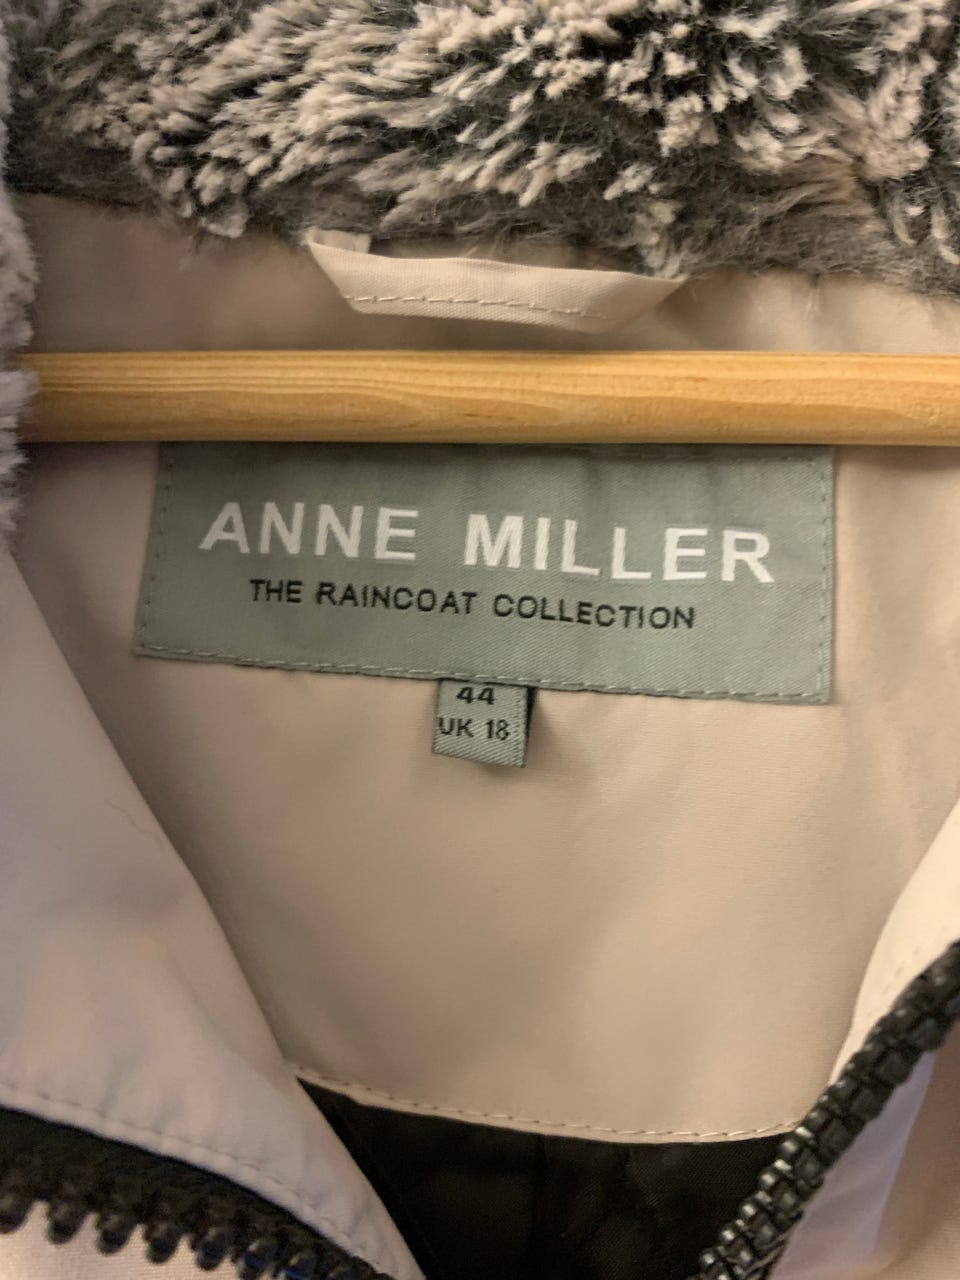 ANNE MILLER
THE RAINCOAT COLLECTION
44
UK 18